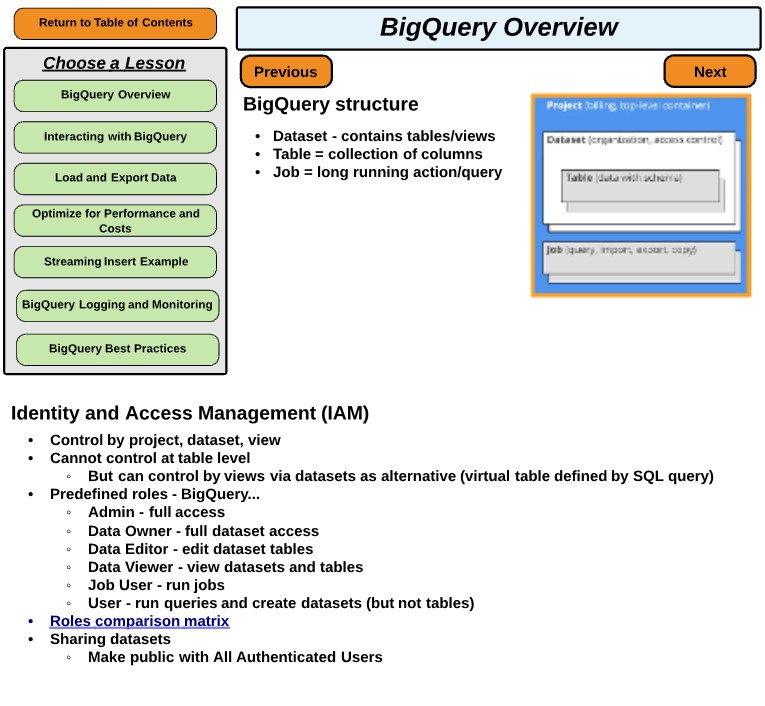 Return to Table of Contents
BigQuery Overview
Choose a Lesson
BigQuery Overview
Interacting with BigQuery
Load and Export Data
Optimize for Performance and
Costs
Streaming Insert Example
BigQuery Logging and Monitoring
BigQuery Best Practices
Previous
Next
BigQuery structure
• Dataset - contains tables/views
• Table = collection of columns
• Job = long running action/query
Project (billing, top-level container)
Dataset (organization, access control)
Table (data with schema)
Job (query, import, export, copy)
Identity and Access Management (IAM)
• Control by project, dataset, view
• Cannot control at table level
◦ But can control by views via datasets as alternative (virtual table defined by SQL query)
• Predefined roles - BigQuery...
◦ Admin - full access
◦ Data Owner - full dataset access
◦ Data Editor - edit dataset tables
◦ Data Viewer - view datasets and tables
◦ Job User - run jobs
◦ User - run queries and create datasets (but not tables)
• Roles comparison matrix
• Sharing datasets
◦ Make public with All Authenticated Users